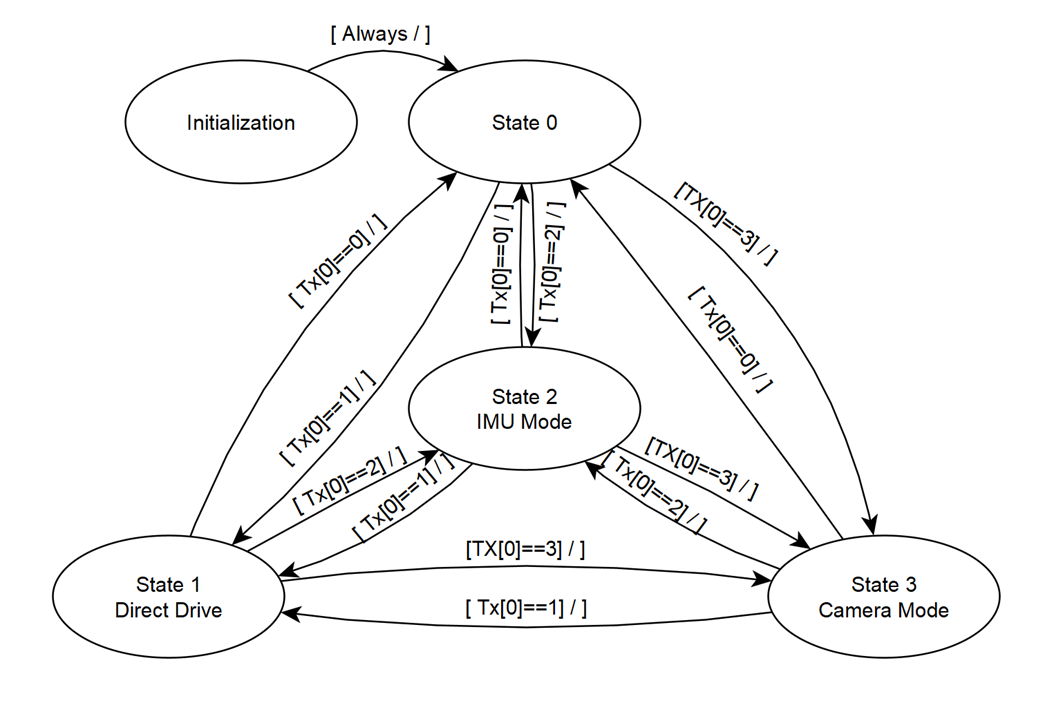 [ Always / ]
Initialization
State 0
[ Tx[0]==0] / ]
[ Tx[0]==0] / ]
[ Tx[0]==2] / ]
[TX[0]==3] / ]
[ Tx[0]==0] / ]
[ Tx[0]==1] / ]
State 2
IMU Mode
[ Tx[0]==2] / ]
[ Tx[0]==1] / ]
[TX[0]==3] / ]
[ Tx[0]==2] / ]
[TX[0]==3] / ]
State 1
Direct Drive
State 3
Camera Mode
[ Tx[0]==1] / ]